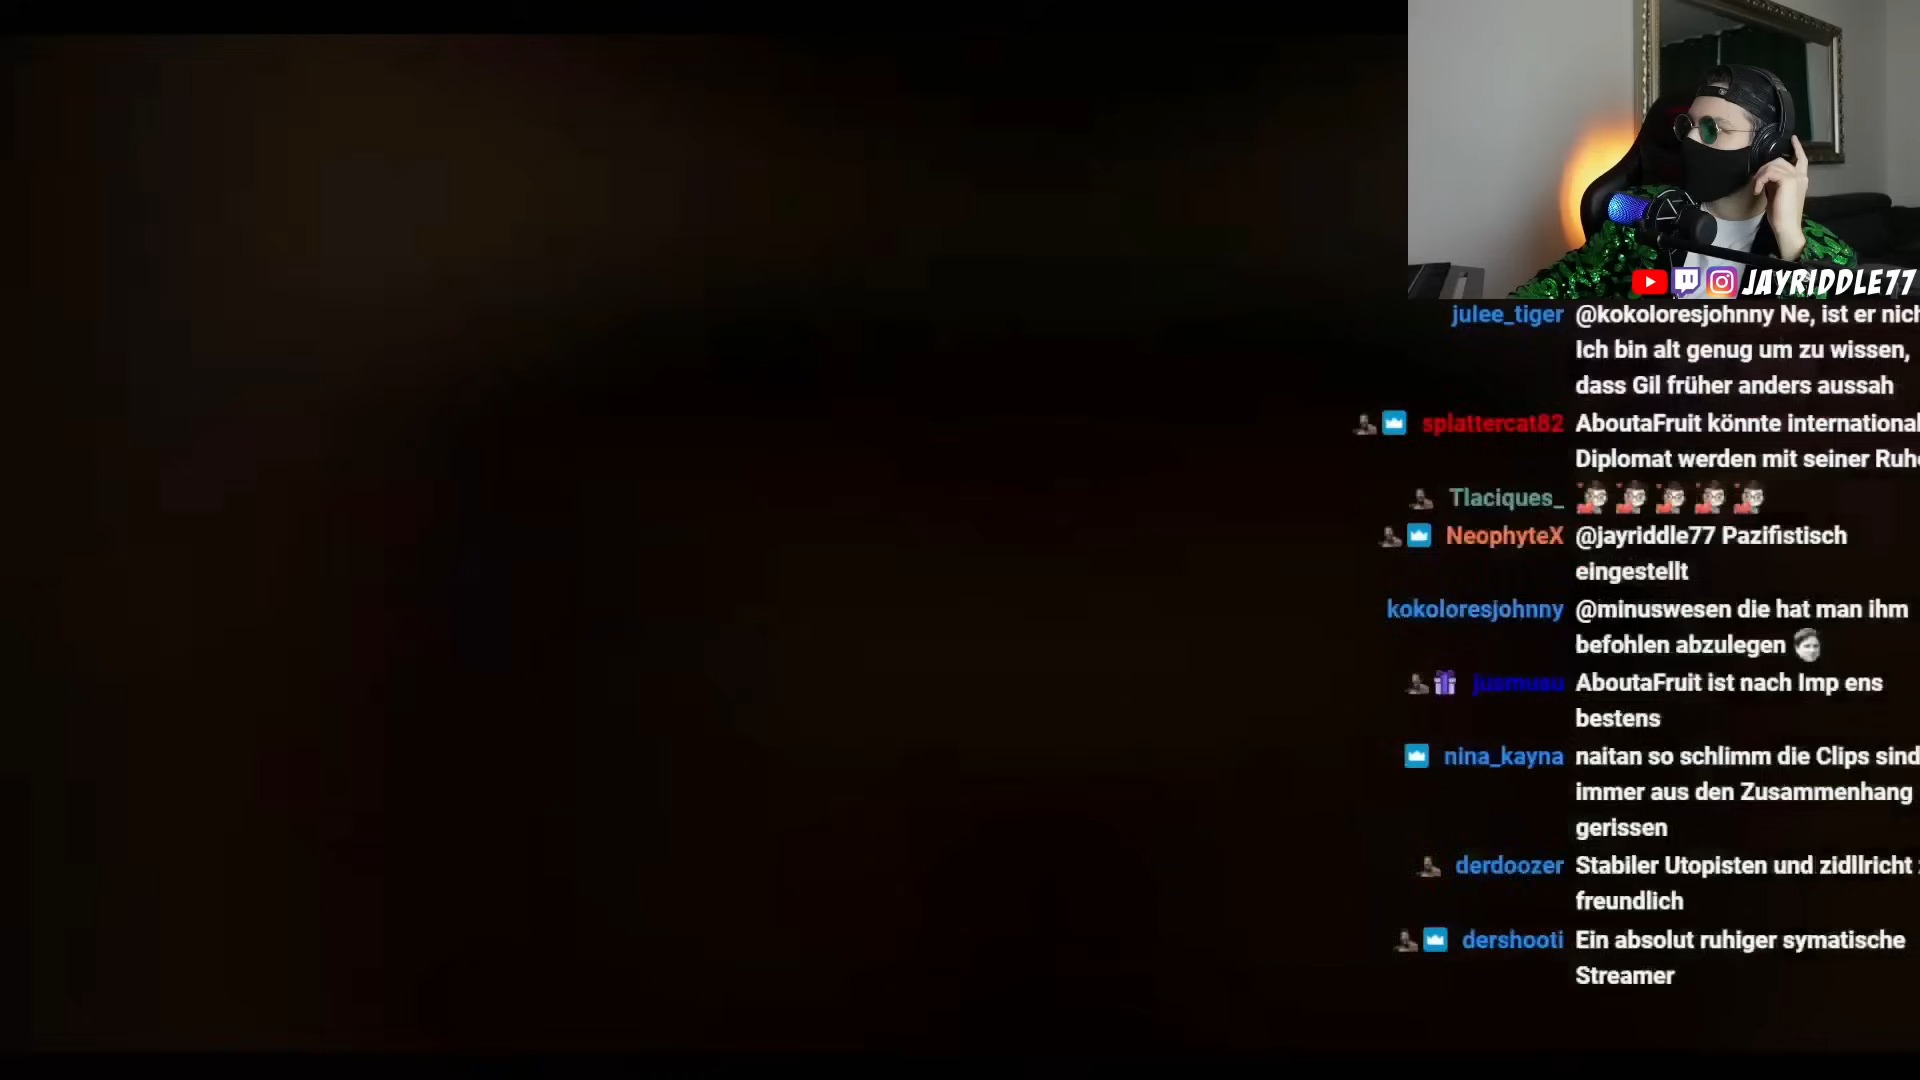 JAYRIDDLE77
julee_tiger @kokoloresjohnny Ne, ist er nich
Ich bin alt genug um zu wissen,
dass Gil früher anders aussah
splattercat82 AboutaFruit könnte international
Diplomat werden mit seiner Ruhe
Tlaciques_
NeophyteX @jayriddle77 Pazifistisch
eingestellt
kokoloresjohnny @minuswesen die hat man ihm
befohlen abzulegen
jusmusu AboutaFruit ist nach Imp ens
bestens
nina_kayna naitan so schlimm die Clips sind
immer aus den Zusammenhang
gerissen
derdoozer Stabiler Utopisten und zidllricht
freundlich
dershooti Ein absolut ruhiger symatische
Streamer